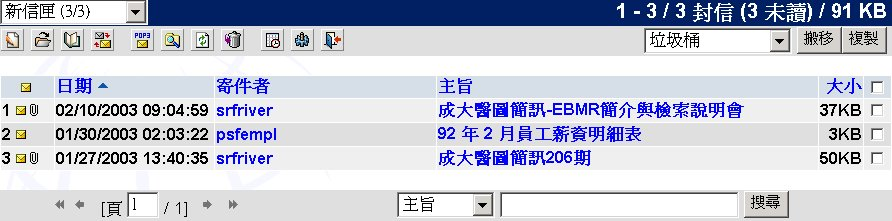 新信匣 (3/3) 1 - 3 / 3 封信 (3 未讀) / 91 KB
POP3 垃圾桶 搬移 複製
日期 寄件者 主旨 大小
1 02/10/2003 09:04:59 srfriver 成大醫圖簡訊-EBMR簡介與檢索說明會 37KB
2 01/30/2003 02:03:22 psfempl 92 年 2 月員工薪資明細表 3KB
3 01/27/2003 13:40:35 srfriver 成大醫圖簡訊206期 50KB
[頁 1 / 1] 主旨 搜尋